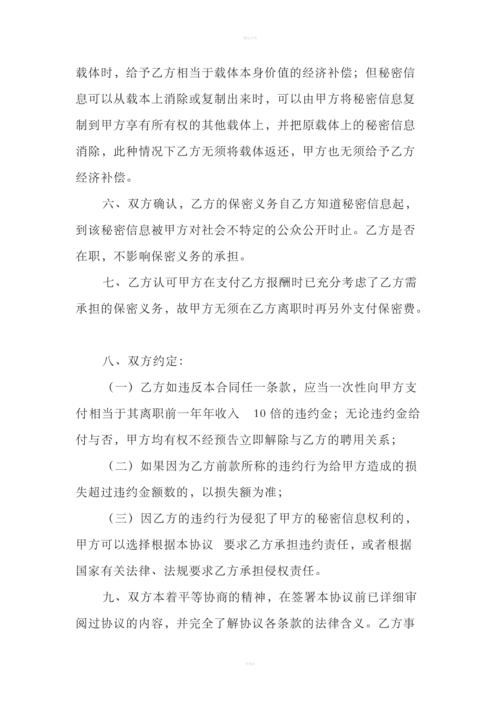 载体时，给予乙方相当于载体本身价值的经济补偿；但秘密信
息可以从载本上消除或复制出来时，可以由甲方将秘密信息复
制到甲方享有所有权的其他载体上，并把原载体上的秘密信息
消除，此种情况下乙方无须将载体返还，甲方也无须给予乙方
经济补偿。
六、双方确认，乙方的保密义务自乙方知道秘密信息起，
到该秘密信息被甲方对社会不特定的公众公开时止。乙方是否
在职，不影响保密义务的承担。
七、乙方认可甲方在支付乙方报酬时已充分考虑了乙方需
承担的保密义务，故甲方无须在乙方离职时再另外支付保密费。
八、双方约定：
（一）乙方如违反本合同任一条款，应当一次性向甲方支
付相当于其离职前一年年收入 10 倍的违约金；无论违约金给
付与否，甲方均有权不经预告立即解除与乙方的聘用关系；
（二）如果因为乙方前款所称的违约行为给甲方造成的损
失超过违约金额数的，以损失额为准；
（三）因乙方的违约行为侵犯了甲方的秘密信息权利的，
甲方可以选择根据本协议 要求乙方承担违约责任，或者根据
国家有关法律、法规要求乙方承担侵权责任。
九、双方本着平等协商的精神，在签署本协议前已详细审
阅过协议的内容，并完全了解协议各条款的法律含义。乙方事